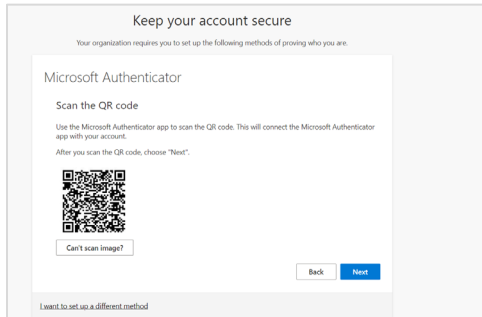 Keep your account secure
Your organization requires you to set up the following methods of proving who you are.
Microsoft Authenticator
Scan the QR code
Use the Microsoft Authenticator app to scan the QR code. This will connect the Microsoft Authenticator
app with your account.
After you scan the QR code, choose "Next".
Can't scan image?
Back Next
I want to set up a different method